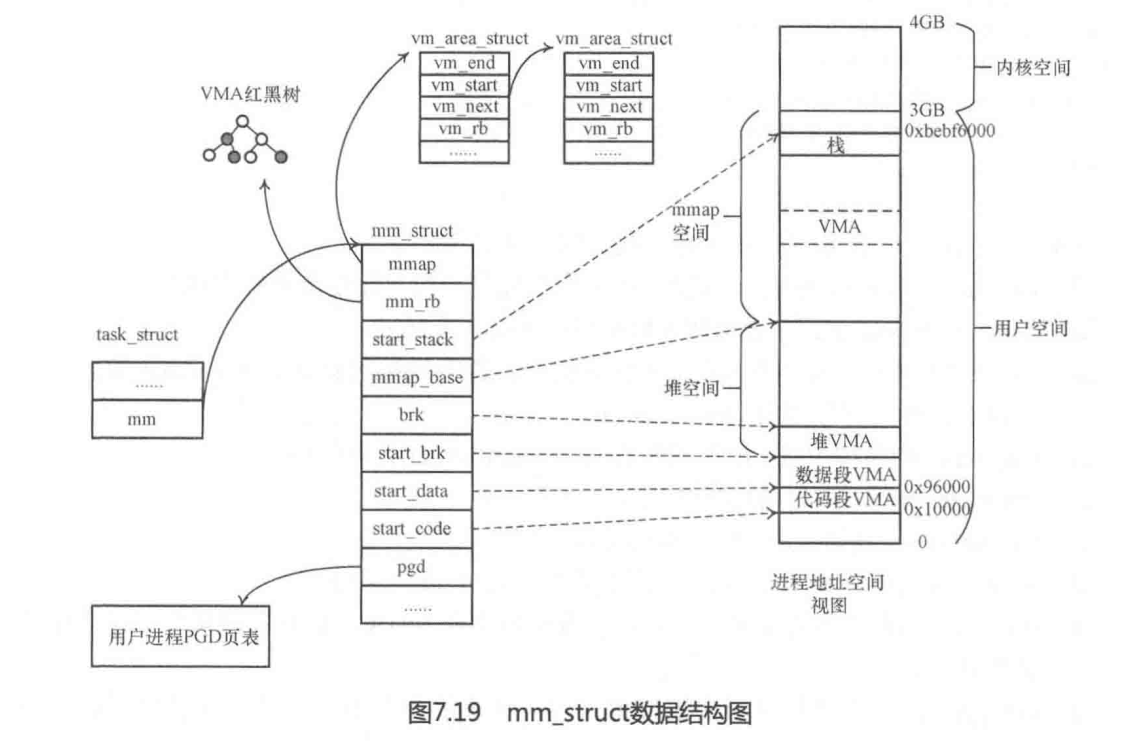 vm_area_struct
vm_end
vm_start
vm_next
vm_rb
......
vm_area_struct
vm_end
vm_start
vm_next
vm_rb
......
VMA红黑树
task_struct
......
mm
mm_struct
mmap
mm_rb
start_stack
mmap_base
brk
start_brk
start_data
start_code
pgd
......
用户进程PGD页表
mmap
空间
堆空间
4GB
内核空间
3GB
0xbebf6000
栈
VMA
用户空间
堆VMA
数据段VMA
0x96000
代码段VMA
0x10000
0
进程地址空间
视图
图7.19 mm_struct数据结构图